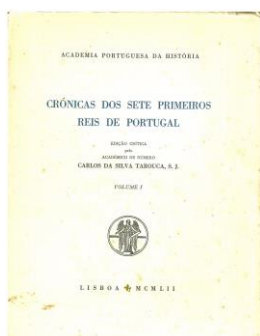 ACADEMIA PORTUGUESA DA HISTÓRIA
CRÓNICAS DOS SETE PRIMEIROS
REIS DE PORTUGAL
EDIÇÃO CRÍTICA
pelo
ACADÉMICO DE NÚMERO
CARLOS DA SILVA TAROUCA, S. J.
VOLUME I
LISBOA MCMLII